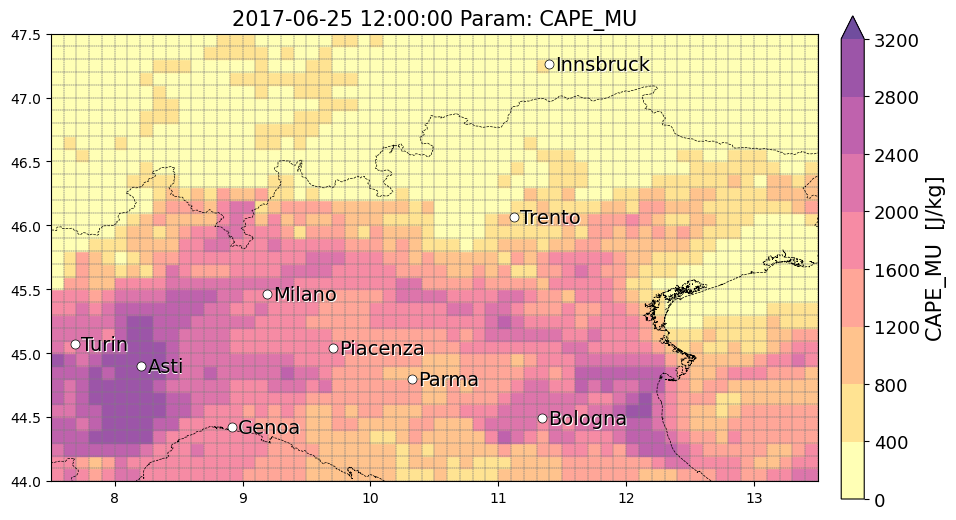 2017-06-25 12:00:00 Param: CAPE_MU
47.5
47.0
46.5
46.0
45.5
45.0
44.5
44.0
8
9
10
11
12
13
Innsbruck
Trento
Milano
Turin
Asti
Piacenza
Parma
Genoa
Bologna
3200
2800
2400
2000
1600
1200
800
400
0
CAPE_MU [J/kg]